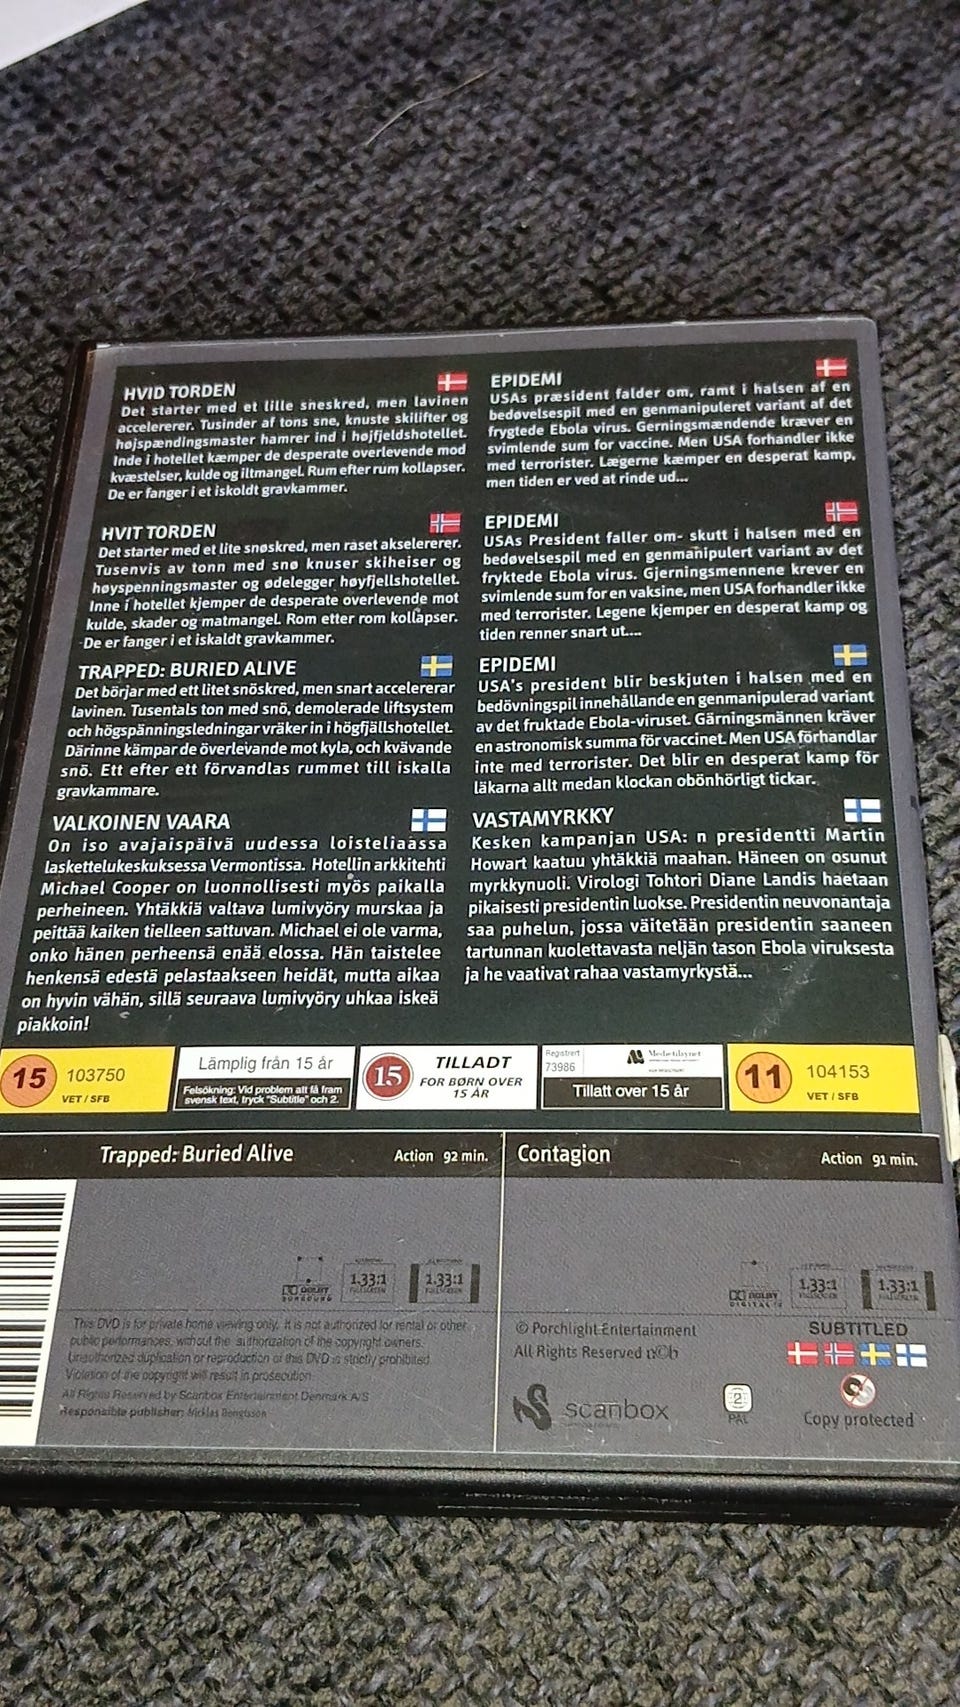 HVID TORDEN
Det starter med et lille sneskred, men lavinen
accelererer. Tusinder af tons sne, knuste skilifter og
højspændingsmaster hamrer ind i højfjeldshotellet.
Inde i hotellet kæmper de desperate overlevende mod
kvæstelser, kulde og iltmangel. Rum efter rum kollapser.
De er fanger i et iskoldt gravkammer.
HVIT TORDEN
Det starter med et lite snøskred, men raset akselererer.
Tusenvis av tonn med snø knuser skiheiser og
høyspenningsmaster og ødelegger høyfjellshotellet.
Inne i hotellet kjemper de desperate overlevende mot
kulde, skader og matmangel. Rom etter rom kollapser.
De er fanger i et iskaldt gravkammer.
TRAPPED: BURIED ALIVE
Det börjar med ett litet snöskred, men snart accelererar
lavinen. Tusentals ton med snö, demolerade liftsystem
och högspänningsledningar vräker in i högfjällshotellet.
Därinne kämpar de överlevande mot kyla, och kvävande
snö. Ett efter ett förvandlas rummet till iskalla
gravkammare.
VALKOINEN VAARA
On iso avajaispäivä uudessa loisteliaassa
laskettelukeskuksessa Vermontissa. Hotellin arkkitehti
Michael Cooper on luonnollisesti myös paikalla
perheineen. Yhtäkkiä valtava lumivyöry murskaa ja
peittää kaiken tielleen sattuvan. Michael ei ole varma,
onko hänen perheensä enää elossa. Hän taistelee
henkensä edestä pelastaakseen heidät, mutta aikaa
on hyvin vähän, sillä seuraava lumivyöry uhkaa iskeä
piakkoin!
EPIDEMI
USAs præsident falder om, ramt i halsen af en
bedøvelsespil med en genmanipuleret variant af det
frygtede Ebola virus. Gerningsmændende kræver en
svimlende sum for vaccine. Men USA forhandler ikke
med terrorister. Lægerne kæmper en desperat kamp,
men tiden er ved at rinde ud...
EPIDEMI
USAs President faller om- skutt i halsen med en
bedøvelsespil med en genmanipulert variant av det
fryktede Ebola virus. Gjerningsmennene krever en
svimlende sum for en vaksine, men USA forhandler ikke
med terrorister. Legene kjemper en desperat kamp og
tiden renner snart ut....
EPIDEMI
USA's president blir beskjuten i halsen med en
bedövningspil innehållande en genmanipulerad variant
av det fruktade Ebola-viruset. Gärningsmännen kräver
en astronomisk summa för vaccinet. Men USA förhandlar
inte med terrorister. Det blir en desperat kamp för
läkarna allt medan klockan obönhörligt tickar.
VASTAMYRKKY
Kesken kampanjan USA: n presidentti Martin
Howart kaatuu yhtäkkiä maahan. Häneen on osunut
myrkkynuoli. Virologi Tohtori Diane Landis haetaan
pikaisesti presidentin luokse. Presidentin neuvonantaja
saa puhelun, jossa väitetään presidentin saaneen
tartunnan kuolettavasta neljän tason Ebola viruksesta
ja he vaativat rahaa vastamyrkystä...
15 103750
VET / SFB
Lämplig från 15 år
Felsökning: Vid problem att få fram
svensk text, tryck "Subtitle" och 2.
15 TILLADT
FOR BØRN OVER
15 ÅR
Registrert
73986
Medietilsynet
Tillatt over 15 år
11 104153
VET / SFB
Trapped: Buried Alive Action 92 min.
Contagion Action 91 min.
DOLBY
SURROUND
1.33:1
FULLSCREEN
1.33:1
FULLSCREEN
DOLBY
DIGITAL
1.33:1
FULLSCREEN
1.33:1
FULLSCREEN
This DVD is for private home viewing only. It is not authorized for rental or other
public performances, without the authorization of the copyright owners.
Unauthorized duplication or reproduction of this DVD is strictly prohibited.
Violation of the copyright will result in prosecution
All Rights Reserved by Scanbox Entertainment Denmark A/S
Responsible publisher: Nicklas Bengtsson
© Porchlight Entertainment
All Rights Reserved
scanbox
2
PAL
SUBTITLED
Copy protected